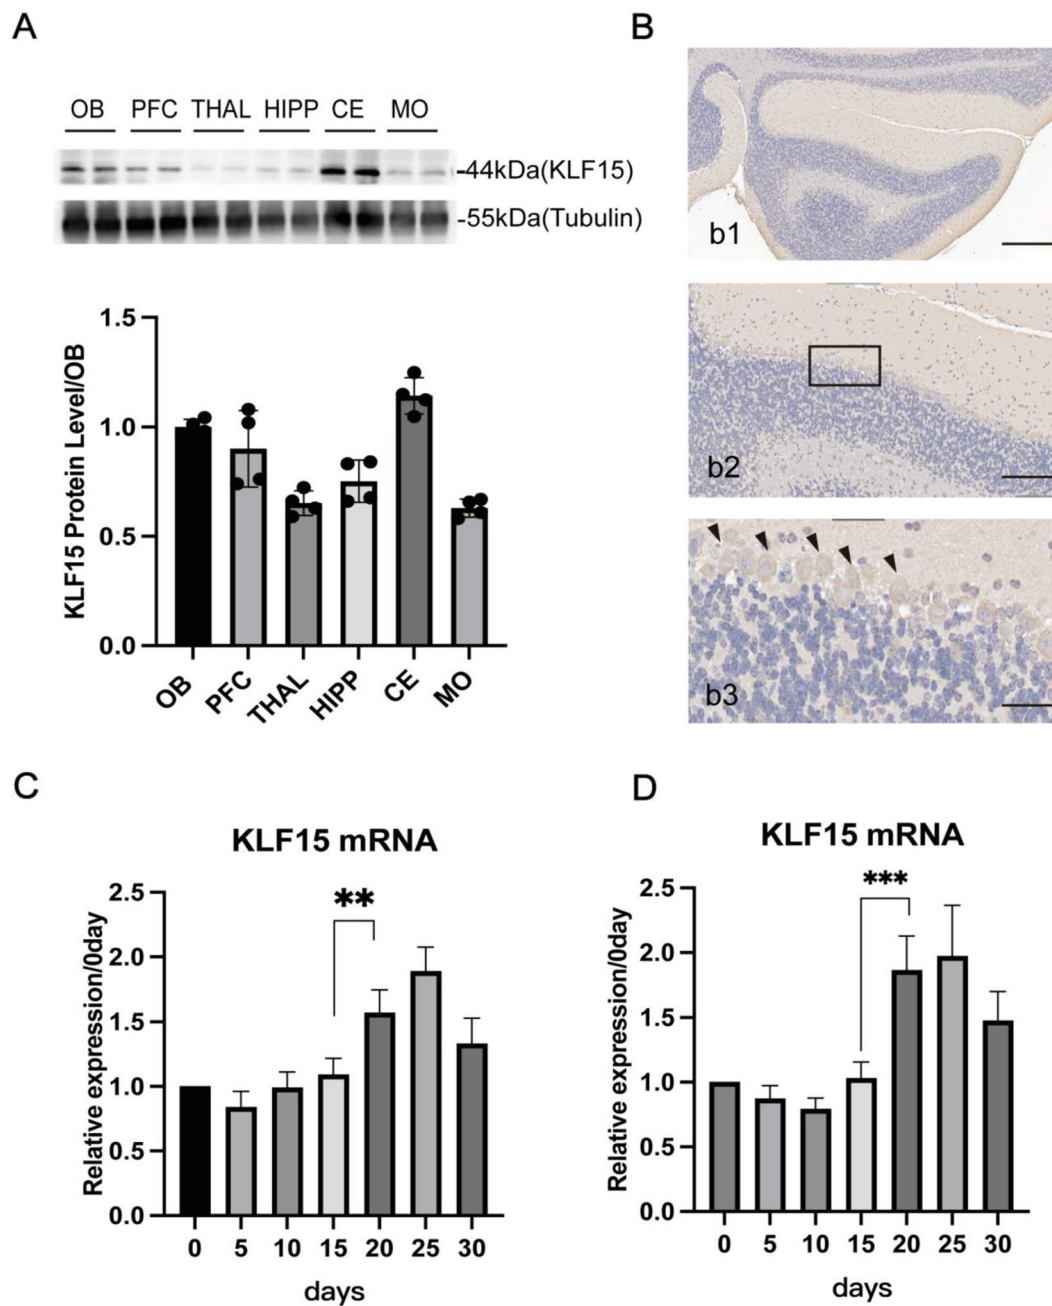 A
B
OB PFC THAL HIPP CE MO
-44kDa(KLF15)
-55kDa(Tubulin)
b1
b2
b3
KLF15 Protein Level/OB
1.5
1.0
0.5
0.0
OB PFC THAL HIPP CE MO
C
D
KLF15 mRNA
**
Relative expression/0day
2.5
2.0
1.5
1.0
0.5
0.0
0 5 10 15 20 25 30
days
KLF15 mRNA
***
Relative expression/0day
2.5
2.0
1.5
1.0
0.5
0.0
0 5 10 15 20 25 30
days